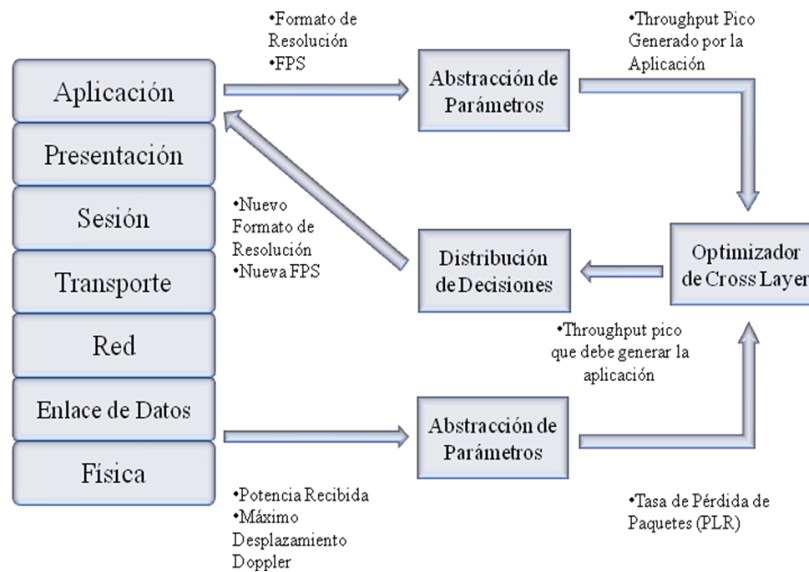 •Formato de
Resolución
•FPS
•Throughput Pico
Generado por la
Aplicación
Aplicación
Presentación
Sesión
Transporte
Red
Enlace de Datos
Física
Abstracción de
Parámetros
•Nuevo
Formato de
Resolución
•Nueva FPS
Distribución
de Decisiones
Optimizador
de Cross Layer
•Throughput pico
que debe generar la
aplicación
Abstracción de
Parámetros
•Potencia Recibida
•Máximo
Desplazamiento
Doppler
•Tasa de Pérdida de
Paquetes (PLR)